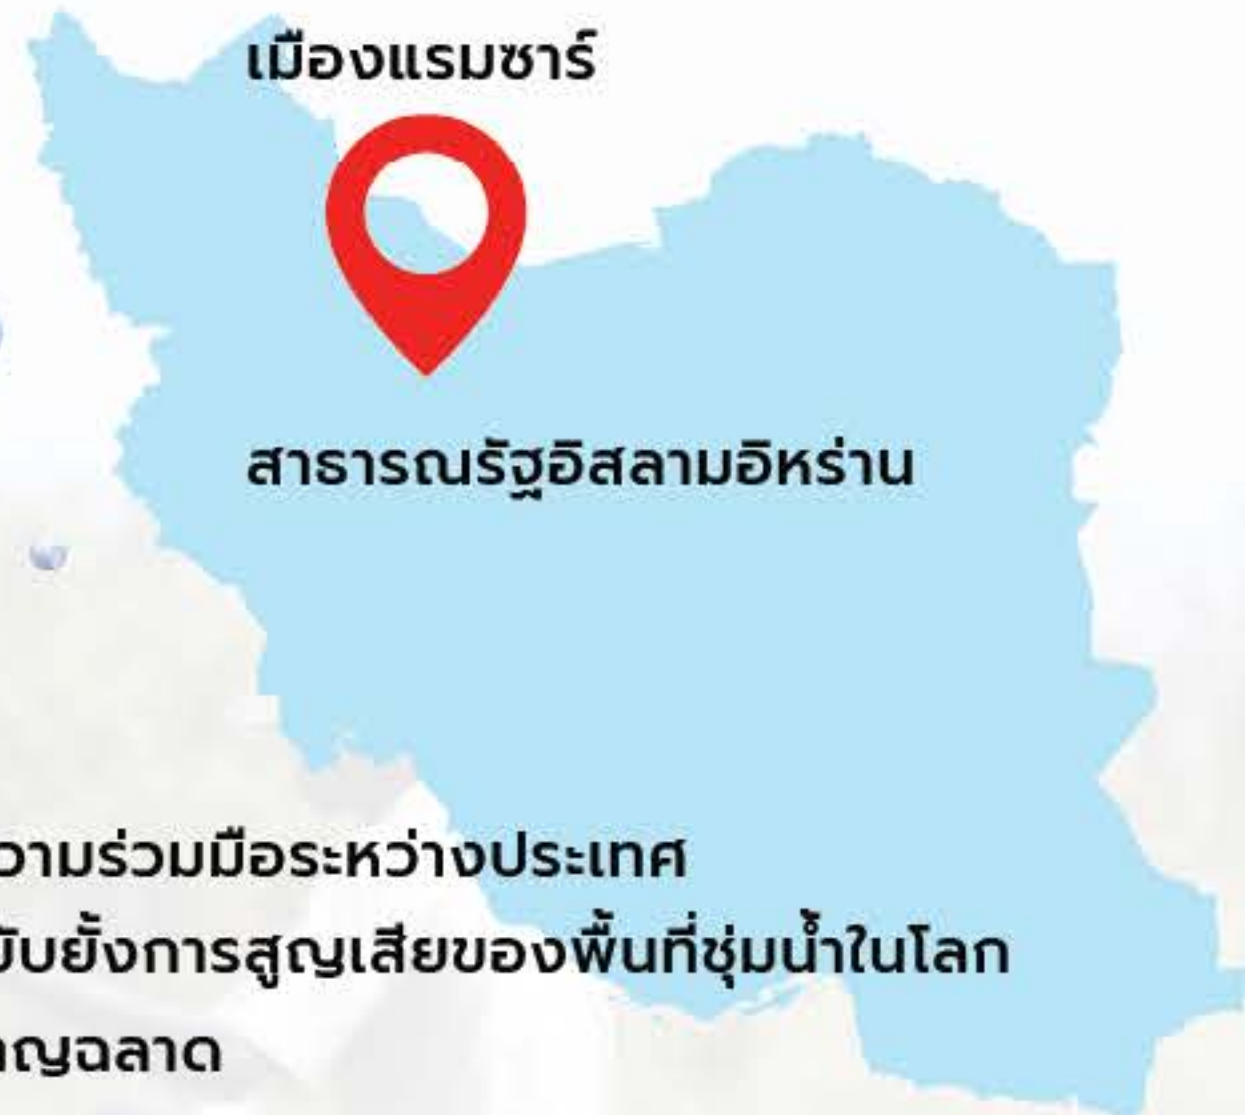 เมืองแรมซาร์
สาธารณรัฐอิสลามอิหร่าน
วามร่วมมือระหว่างประเทศ
ยับยั้งการสูญเสียของพื้นที่ชุ่มน้ำในโลก
าญฉลาด